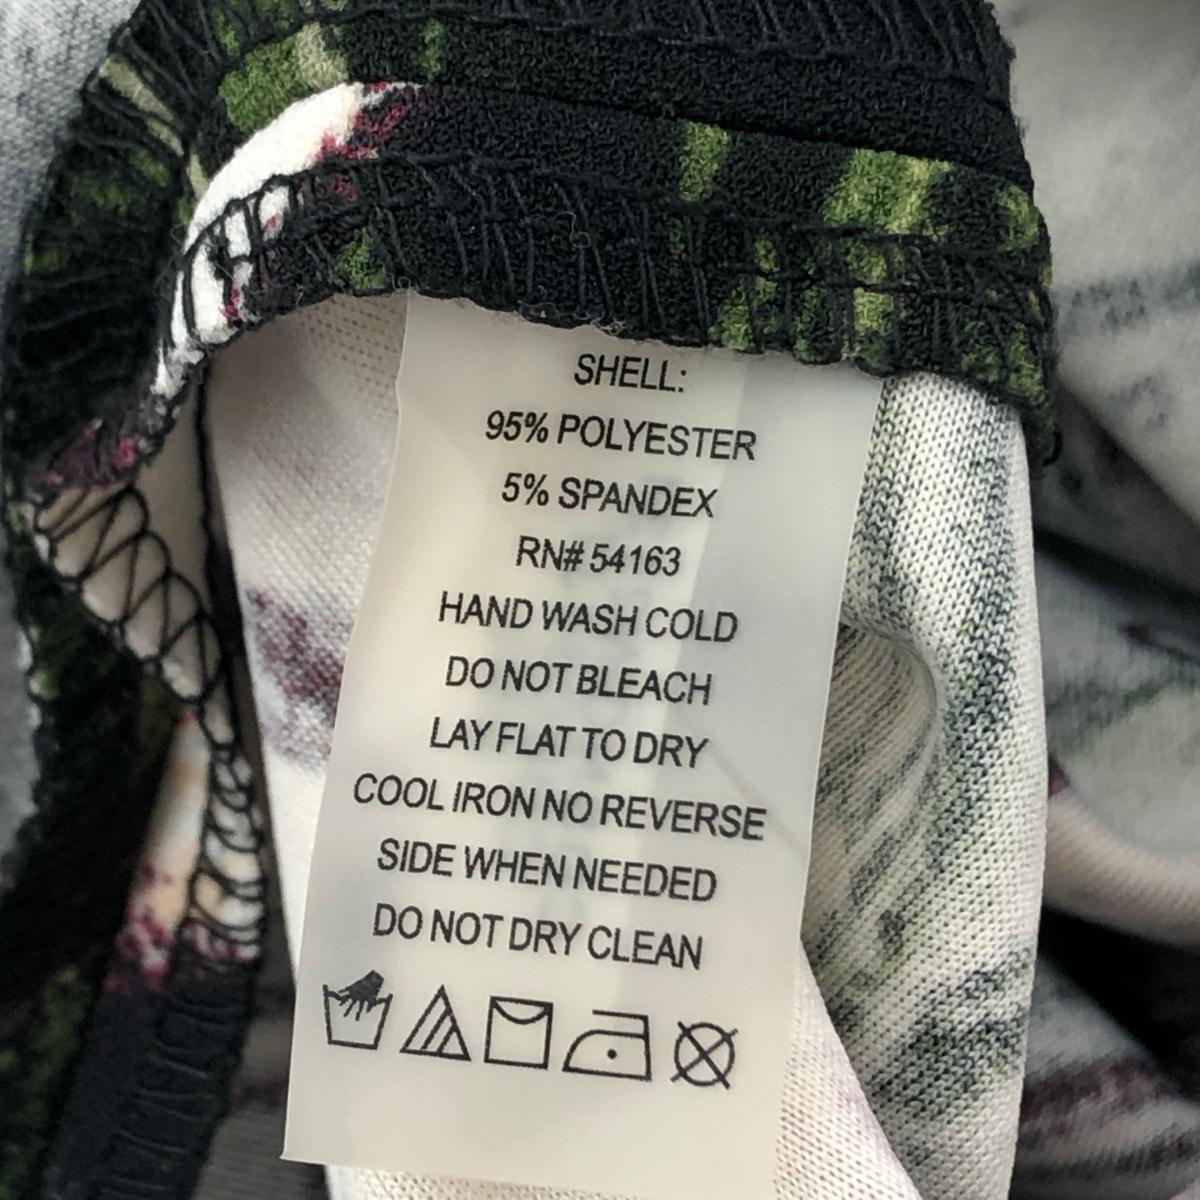 SHELL:
95% POLYESTER
5% SPANDEX
RN# 54163
HAND WASH COLD
DO NOT BLEACH
LAY FLAT TO DRY
COOL IRON NO REVERSE
SIDE WHEN NEEDED
DO NOT DRY CLEAN